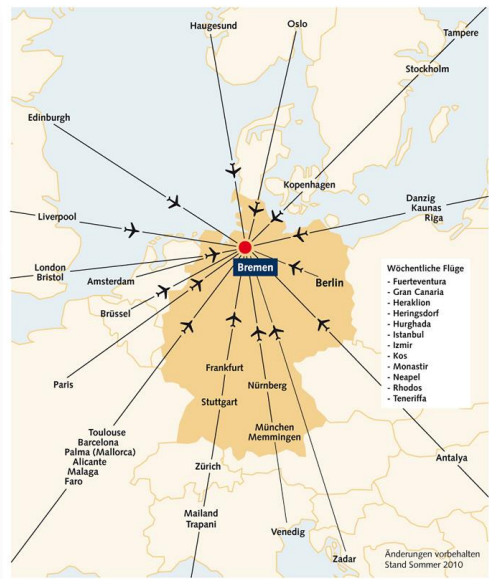 Haugesund
Oslo
Tampere
Stockholm
Edinburgh
Kopenhagen
Danzig
Kaunas
Riga
Liverpool
London
Bristol
Amsterdam
Bremen
Berlin
Brüssel
Wöchentliche Flüge
- Fuerteventura
- Gran Canaria
- Heraklion
- Heringsdorf
- Hurghada
- Istanbul
- Izmir
- Kos
- Monastir
- Neapel
- Rhodos
- Teneriffa
Paris
Frankfurt
Nürnberg
Stuttgart
Toulouse
Barcelona
Palma (Mallorca)
Alicante
Malaga
Faro
München
Memmingen
Zürich
Antalya
Mailand
Trapani
Venedig
Zadar
Änderungen vorbehalten
Stand Sommer 2010